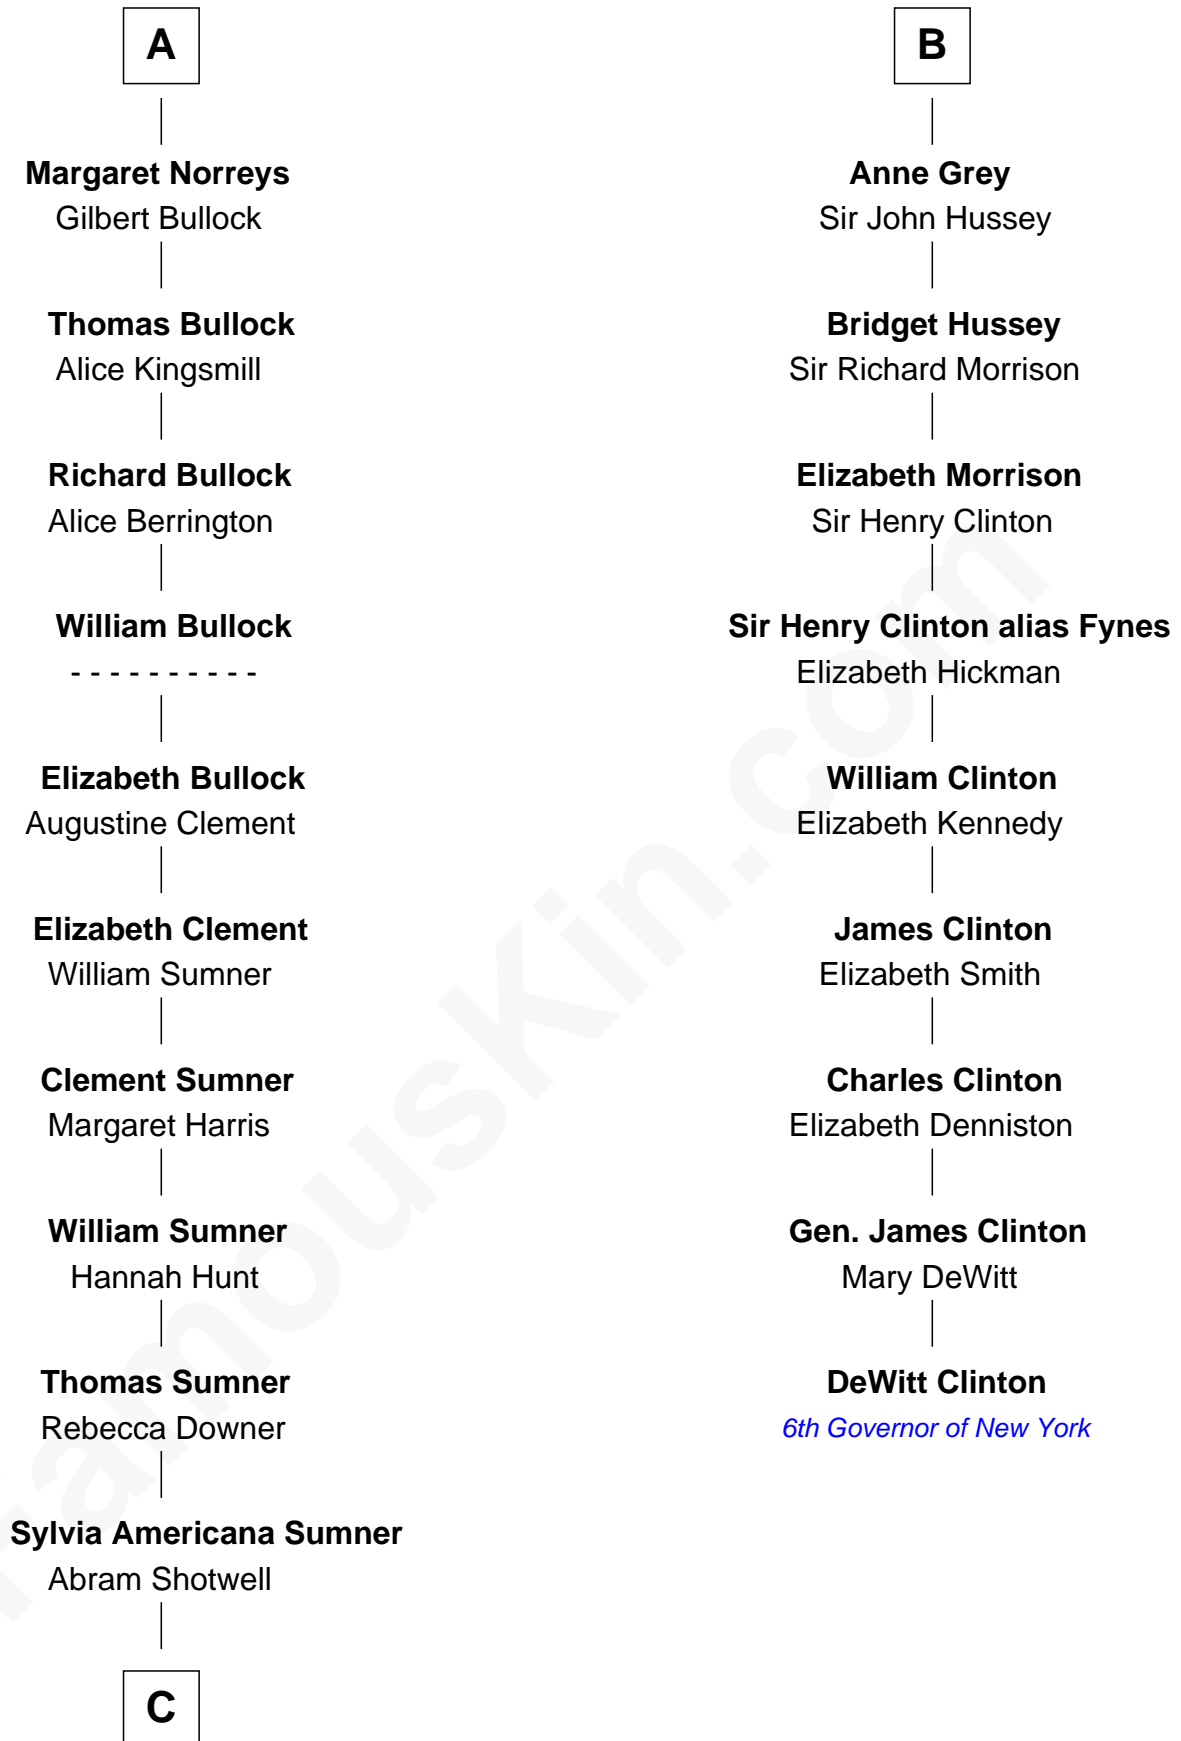 A
Margaret Norreys
Gilbert Bullock
Thomas Bullock
Alice Kingsmill
Richard Bullock
Alice Berrington
William Bullock
- - - - - - - - - -
Elizabeth Bullock
Augustine Clement
Elizabeth Clement
William Sumner
Clement Sumner
Margaret Harris
William Sumner
Hannah Hunt
Thomas Sumner
Rebecca Downer
Sylvia Americana Sumner
Abram Shotwell
C
B
Anne Grey
Sir John Hussey
Bridget Hussey
Sir Richard Morrison
Elizabeth Morrison
Sir Henry Clinton
Sir Henry Clinton alias Fynes
Elizabeth Hickman
William Clinton
Elizabeth Kennedy
James Clinton
Elizabeth Smith
Charles Clinton
Elizabeth Denniston
Gen. James Clinton
Mary DeWitt
DeWitt Clinton
6th Governor of New York
FamousKin.com